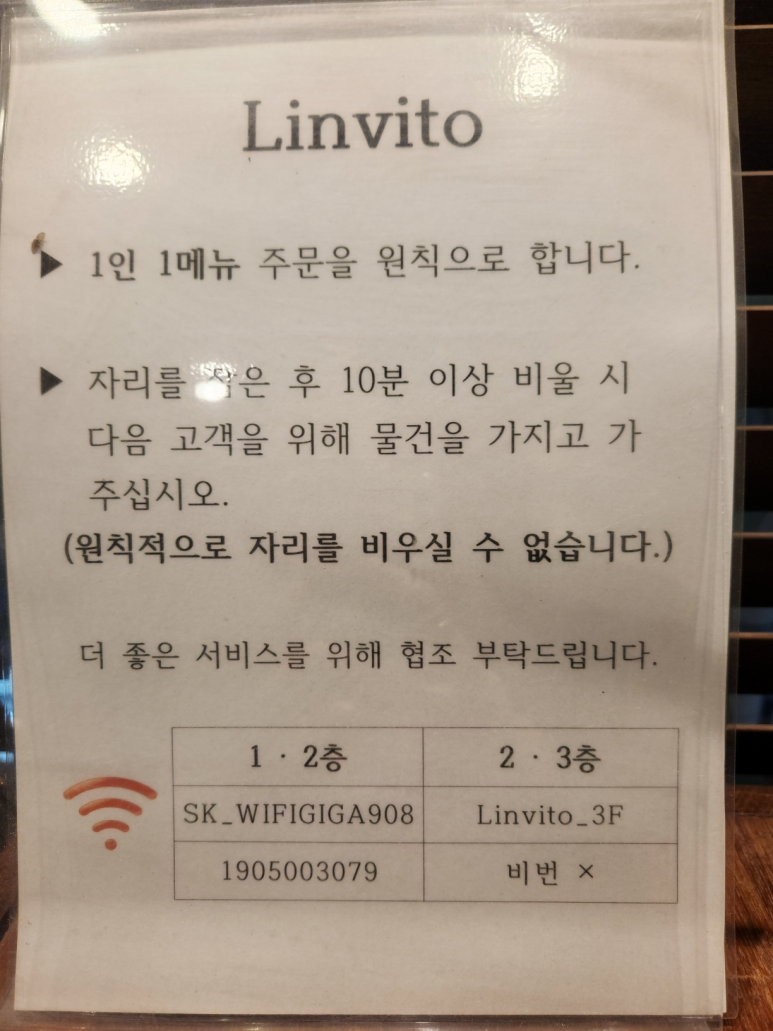 Linvito
▶ 1인 1메뉴 주문을 원칙으로 합니다.
▶ 자리를 후 10분 이상 비울 시
다음 고객을 위해 물건을 가지고 가
주십시오.
(원칙적으로 자리를 비우실 수 없습니다.)
더 좋은 서비스를 위해 협조 부탁드립니다.
1 · 2층 2 · 3층
SK_WIFIGIGA908 Linvito_3F
1905003079 비번 ×